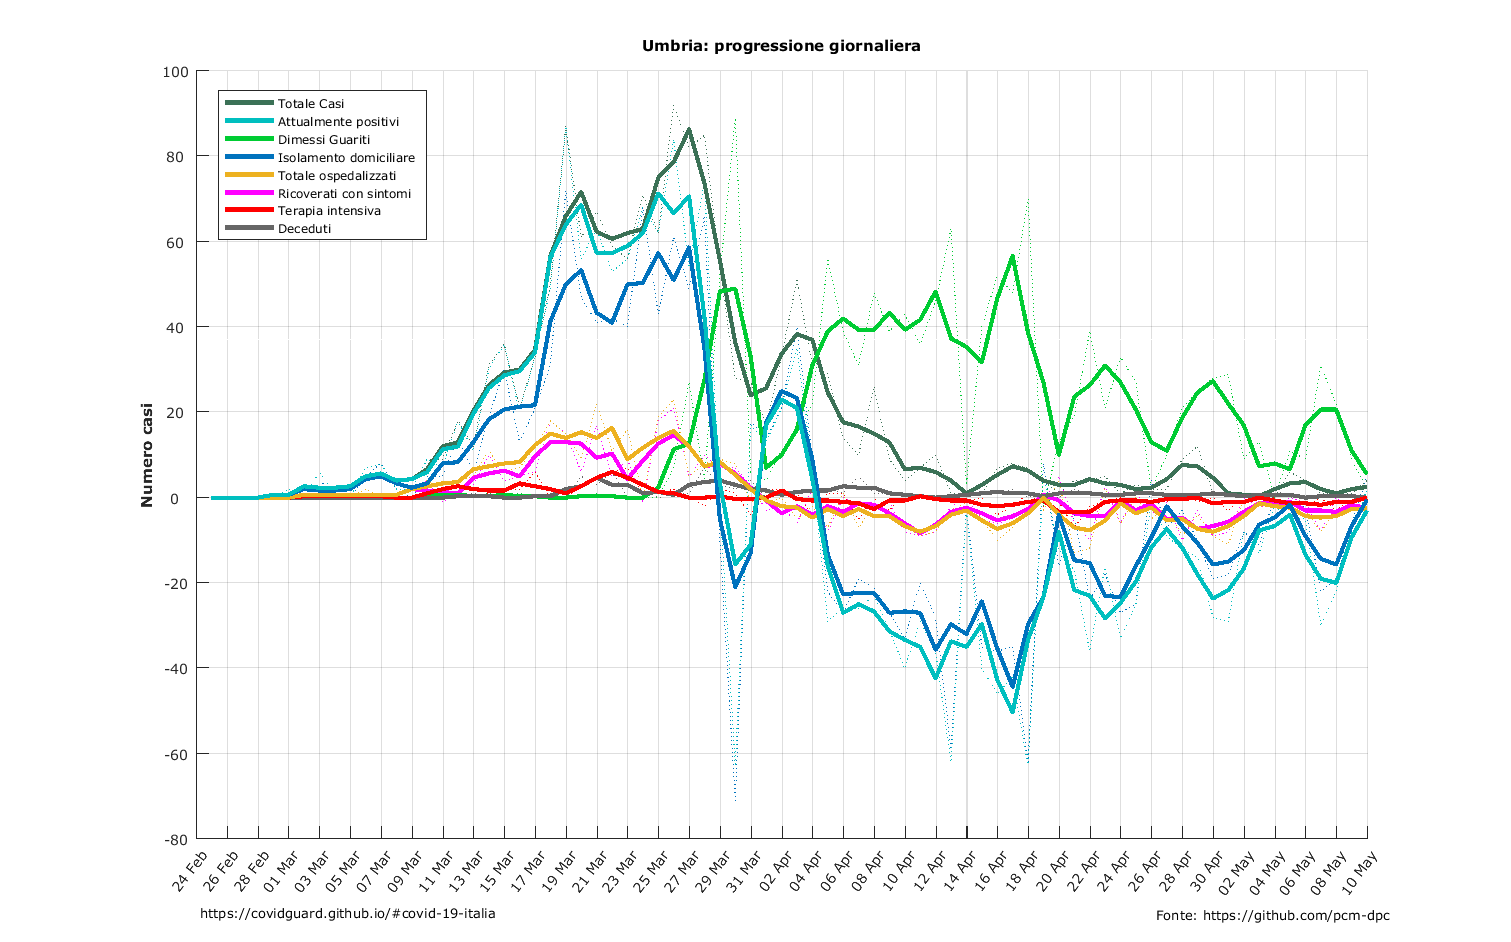 Umbria: progressione giornaliera
100
80
60
40
20
0
-20
-40
-60
-80
Numero casi
Totale Casi
Attualmente positivi
Dimessi Guariti
Isolamento domiciliare
Totale ospedalizzati
Ricoverati con sintomi
Terapia intensiva
Deceduti
24 Feb
26 Feb
28 Feb
01 Mar
03 Mar
05 Mar
07 Mar
09 Mar
11 Mar
13 Mar
15 Mar
17 Mar
19 Mar
21 Mar
23 Mar
25 Mar
27 Mar
29 Mar
31 Mar
02 Apr
04 Apr
06 Apr
08 Apr
10 Apr
12 Apr
14 Apr
16 Apr
18 Apr
20 Apr
22 Apr
24 Apr
26 Apr
28 Apr
30 Apr
02 May
04 May
06 May
08 May
10 May
https://covidguard.github.io/#covid-19-italia
Fonte: https://github.com/pcm-dpc